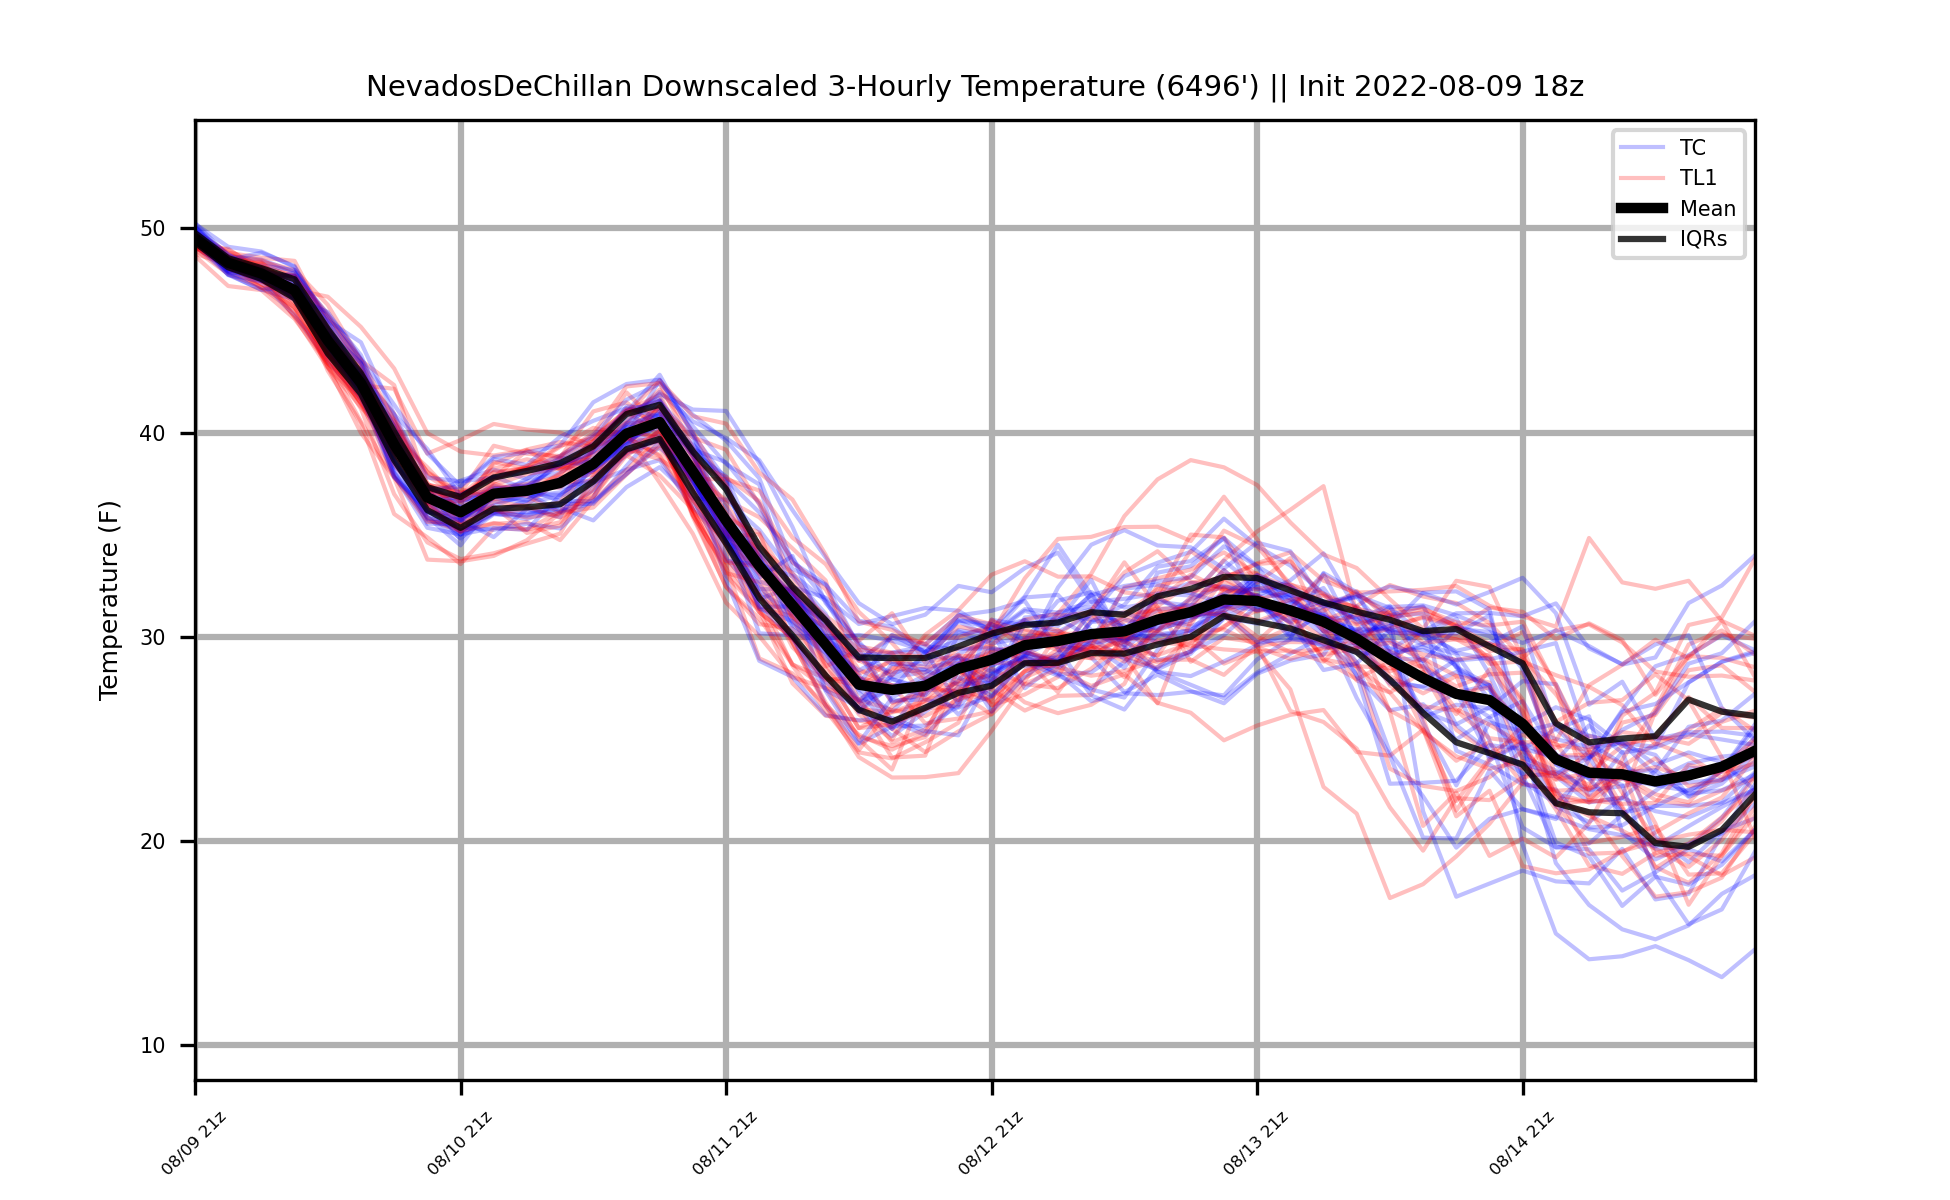 NevadosDeChillan Downscaled 3-Hourly Temperature (6496') || Init 2022-08-09 18z
TC
TL1
Mean
IQRs
Temperature (F)
50
40
30
20
10
08/09 21z
08/10 21z
08/11 21z
08/12 21z
08/13 21z
08/14 21z